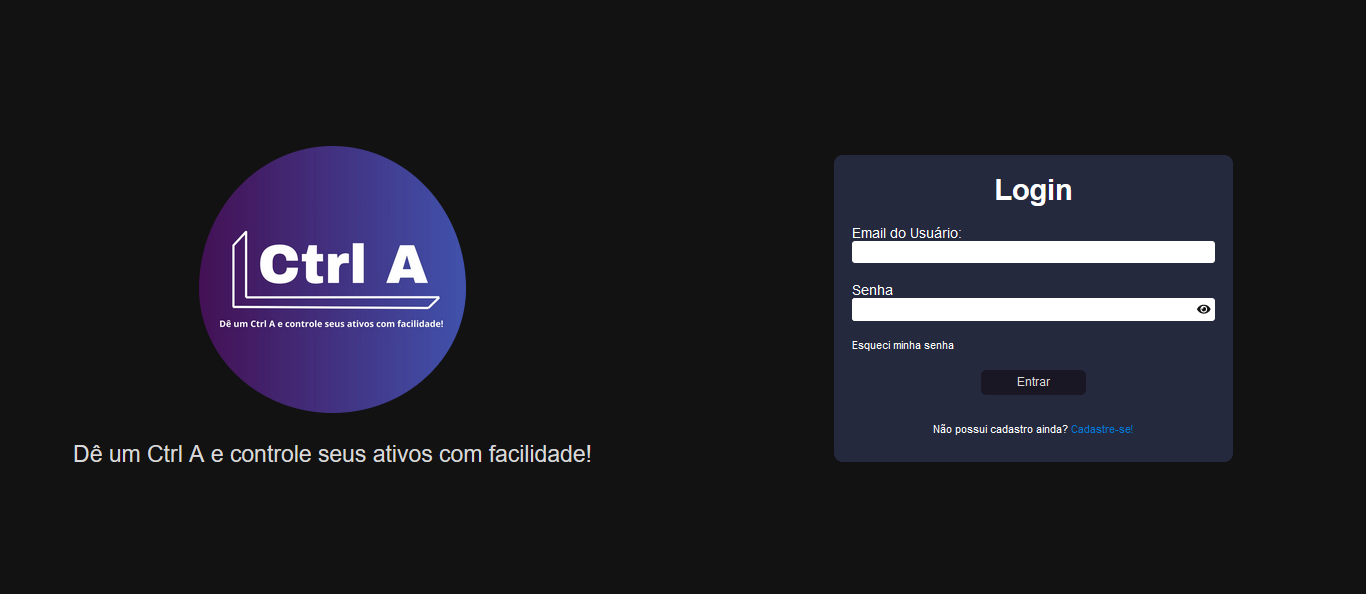 Ctrl A
Dê um Ctrl A e controle seus ativos com facilidade!
Dê um Ctrl A e controle seus ativos com facilidade!
Login
Email do Usuário:
Senha
Esqueci minha senha
Entrar
Não possui cadastro ainda? Cadastre-se!